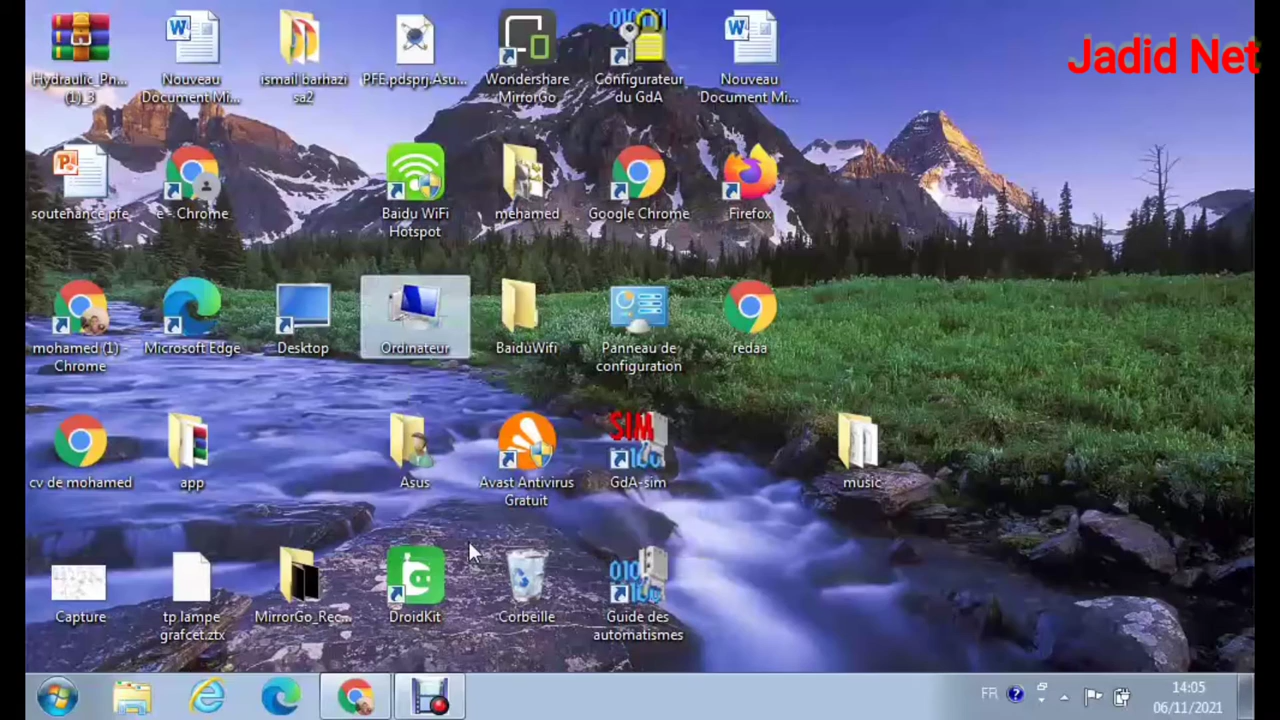 Jadid Net
Hydraulic_Pn...
(1)_3
Nouveau
Document Mi...
ismail barhazi
sa2
PFE.pdsprj.Asu...
Wondershare
MirrorGo
Configurateur
du GdA
Nouveau
Document Mi...
soutenance pfe
e - Chrome
Baidu WiFi
Hotspot
mehamed
Google Chrome
Firefox
mohamed (1) -
Chrome
Microsoft Edge
Desktop
Ordinateur
BaiduWifi
Panneau de
configuration
redaa
cv de mohamed
app
Asus
Avast Antivirus
Gratuit
SIM
GdA-sim
music
Capture
tp lampe
grafcet.ztx
MirrorGo_Rec...
DroidKit
Corbeille
Guide des
automatismes
FR
14:05
06/11/2021